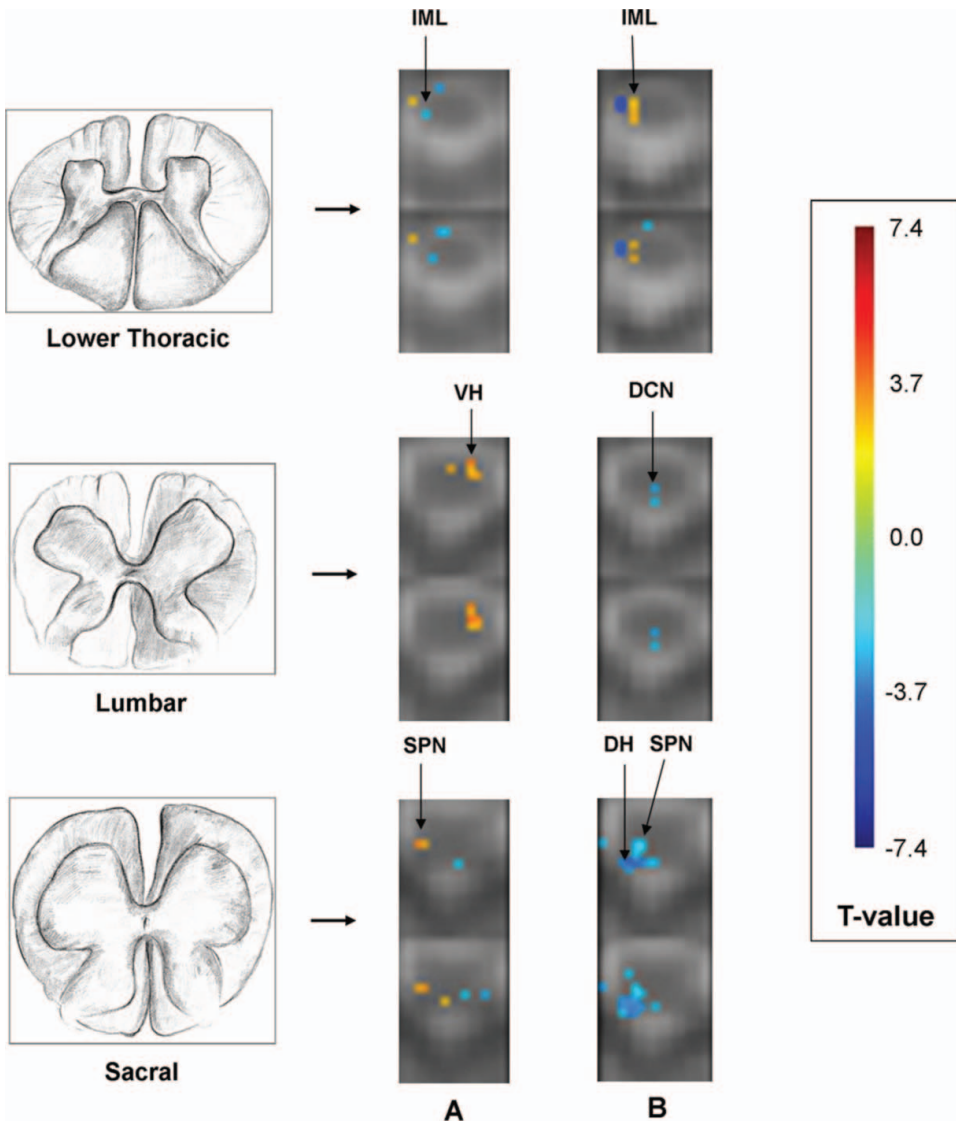 IML IML
Lower Thoracic
VH DCN
Lumbar
SPN DH SPN
Sacral
A B
7.4
3.7
0.0
-3.7
-7.4
T-value